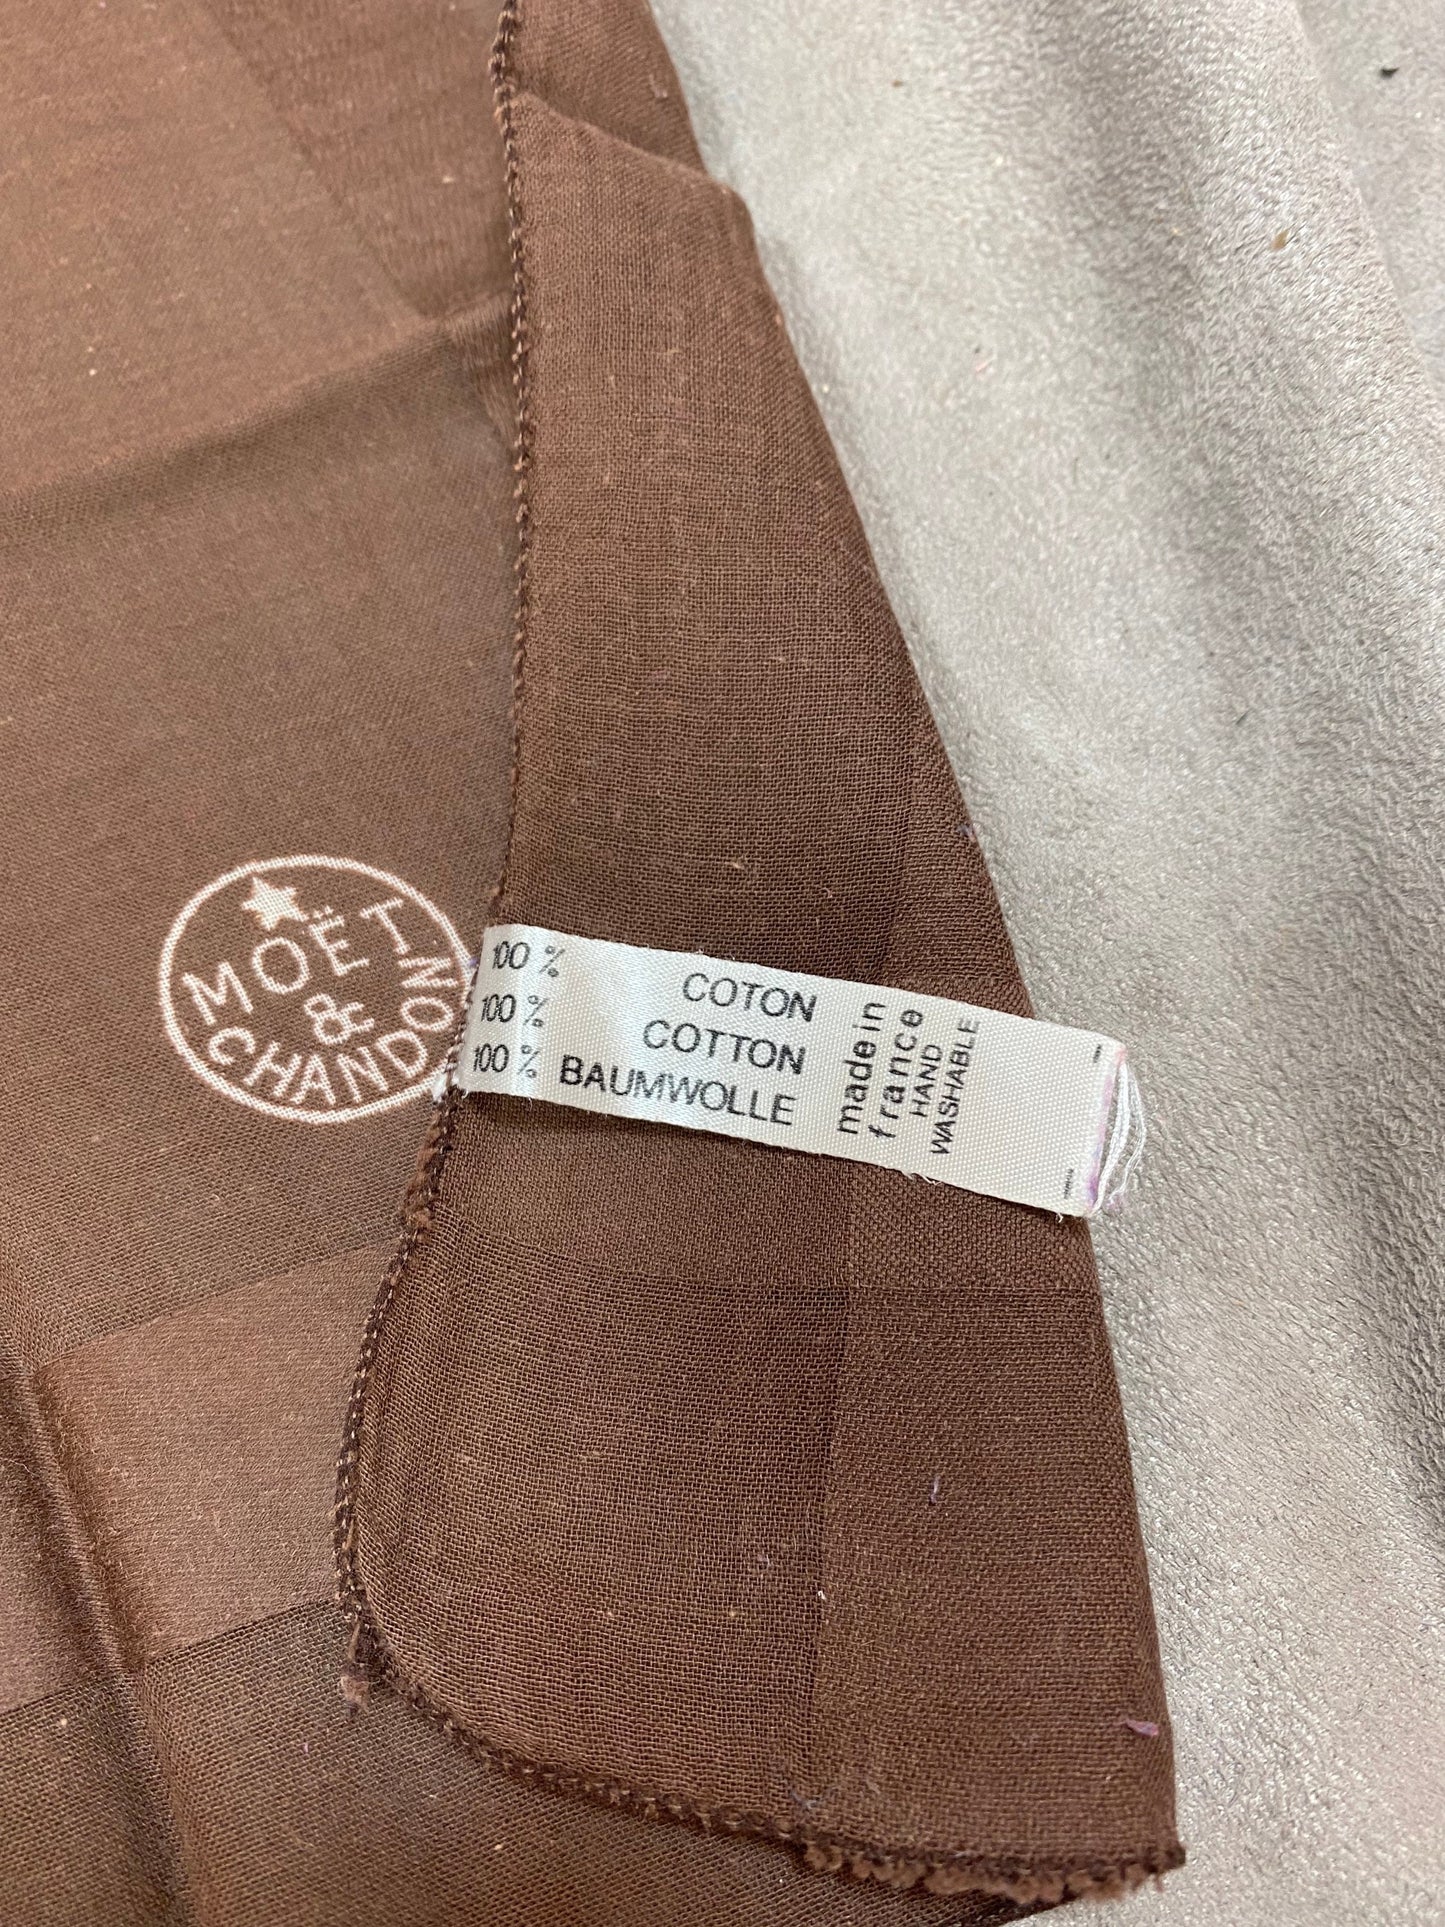 MOËT
&
CHANDON
100 % COTON
100 % COTTON
100 % BAUMWOLLE
made in
france
HAND
WASHABLE